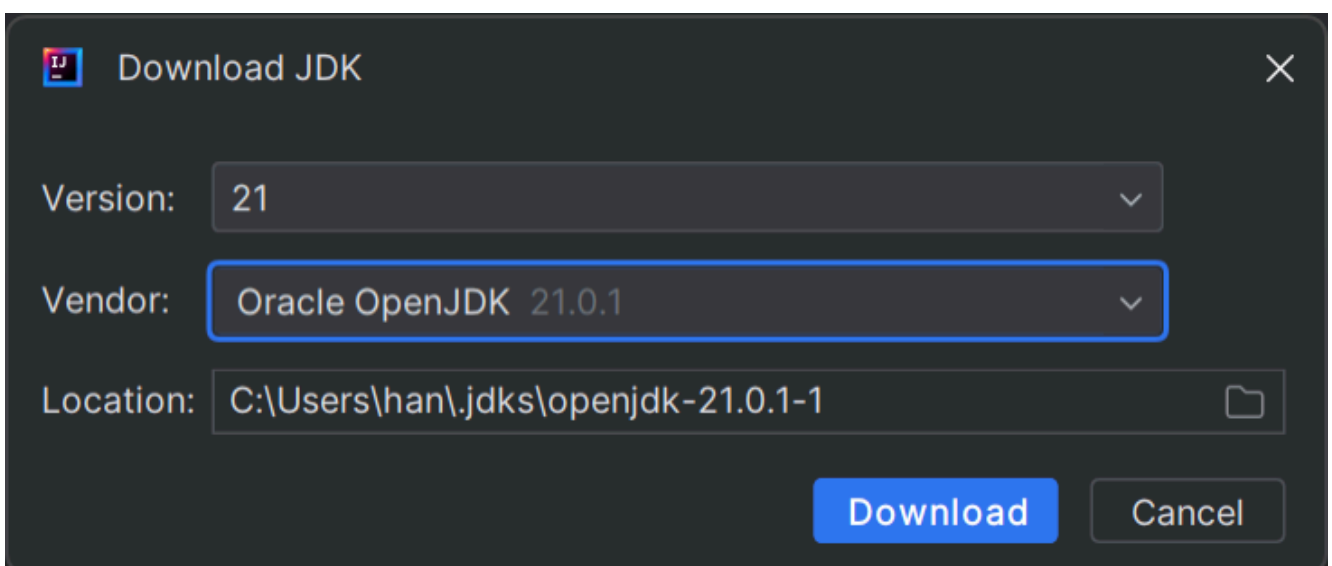 IJ
Download JDK
Version: 21
Vendor: Oracle OpenJDK 21.0.1
Location: C:\Users\han\.jdks\openjdk-21.0.1-1
Download Cancel